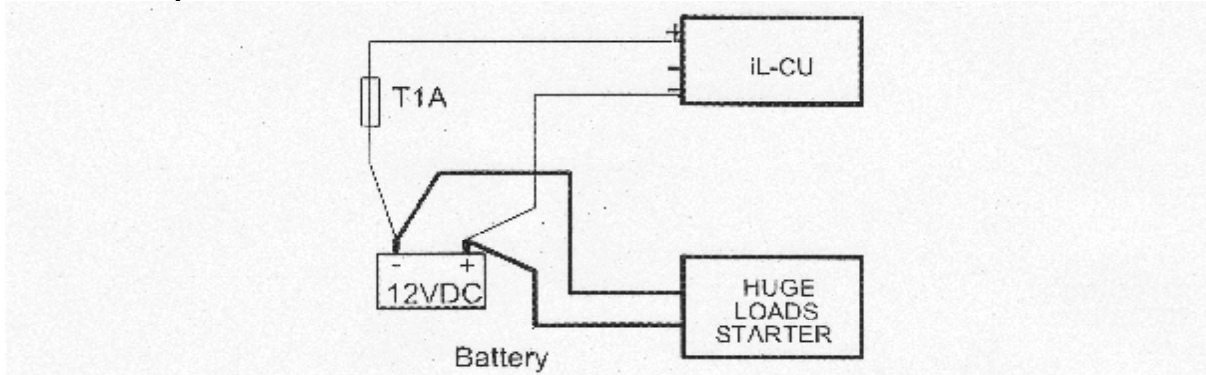 +
iL-CU
-
-
T1A
- +
12VDC
HUGE
LOADS
STARTER
Battery